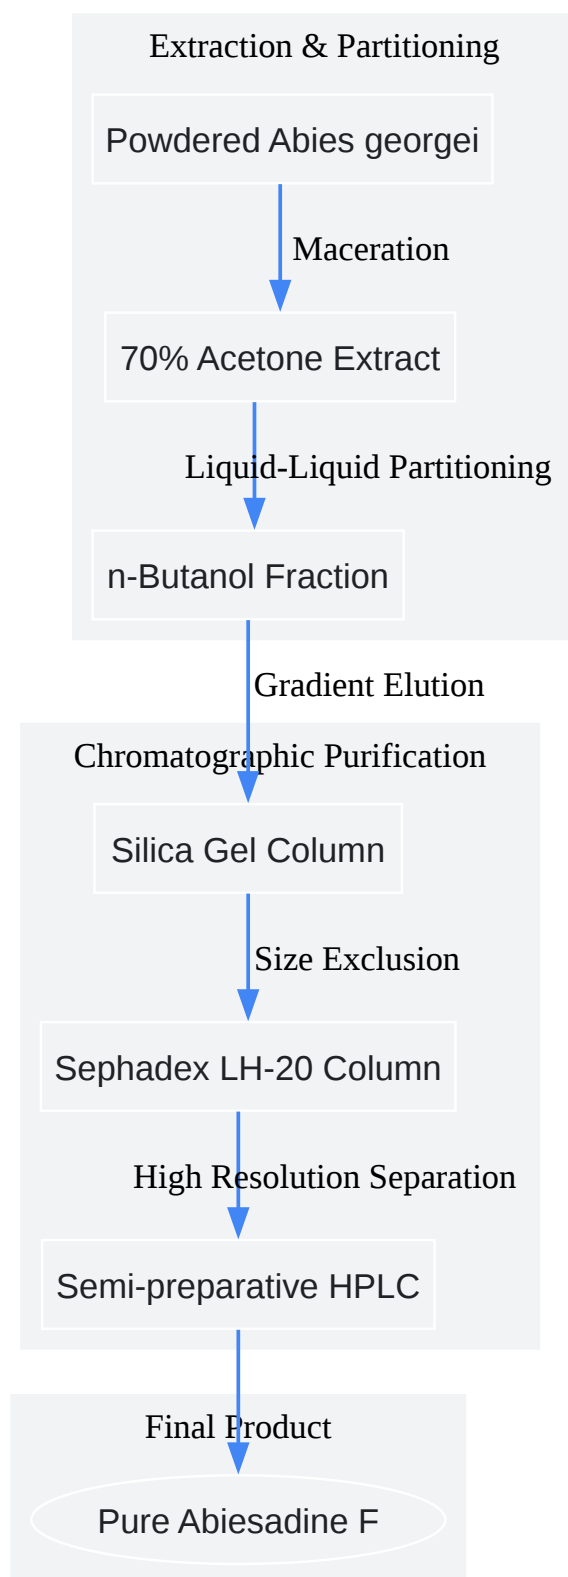 Extraction & Partitioning
Powdered Abies georgei
Maceration
70% Acetone Extract
Liquid-Liquid Partitioning
n-Butanol Fraction
Gradient Elution
Chromatographic Purification
Silica Gel Column
Size Exclusion
Sephadex LH-20 Column
High Resolution Separation
Semi-preparative HPLC
Final Product
Pure Abiesadine F